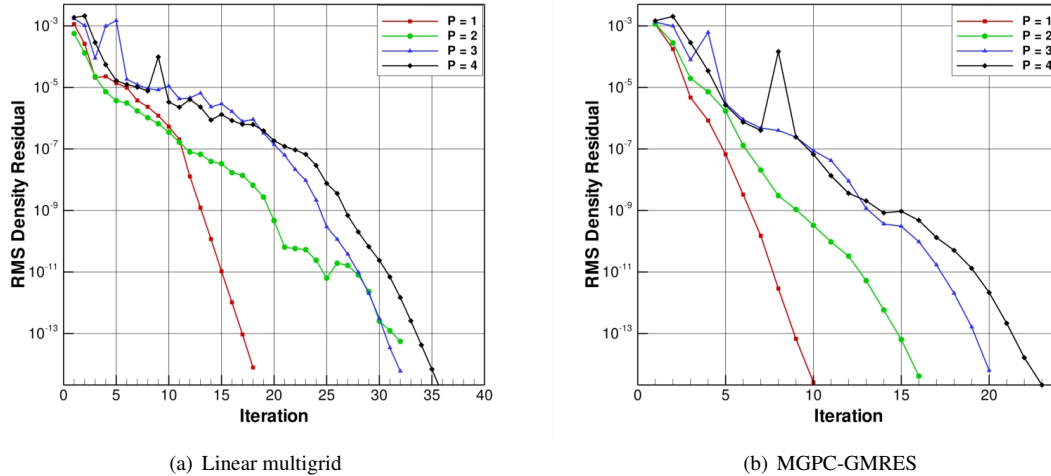 RMS Density Residual
10-3
10-5
10-7
10-9
10-11
10-13
0 5 10 15 20 25 30 35 40
Iteration
P = 1
P = 2
P = 3
P = 4
(a) Linear multigrid
RMS Density Residual
10-3
10-5
10-7
10-9
10-11
10-13
0 5 10 15 20
Iteration
P = 1
P = 2
P = 3
P = 4
(b) MGPC-GMRES